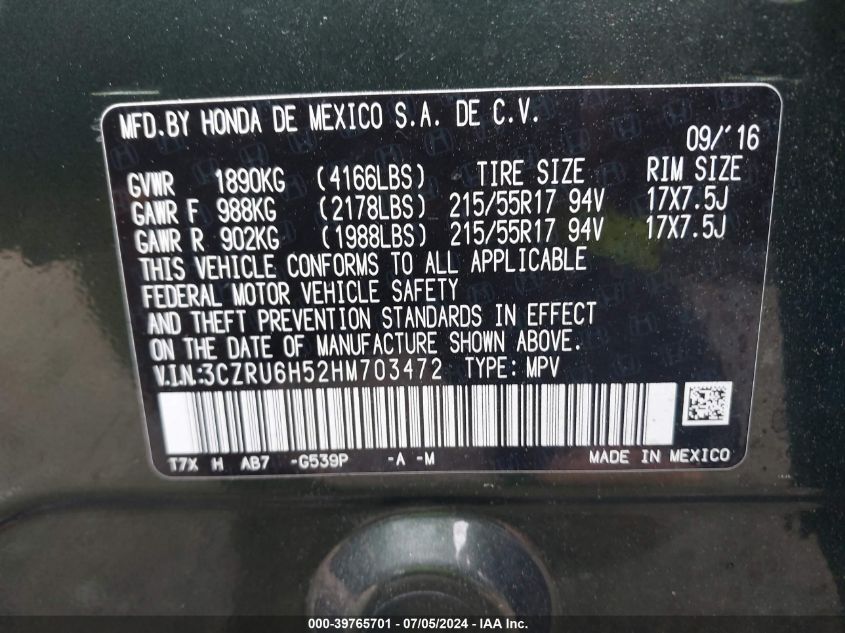 MFD.BY HONDA DE MEXICO S.A. DE C.V.
09/'16
GVWR 1890KG (4166LBS) TIRE SIZE RIM SIZE
GAWR F 988KG (2178LBS) 215/55R17 94V 17X7.5J
GAWR R 902KG (1988LBS) 215/55R17 94V 17X7.5J
THIS VEHICLE CONFORMS TO ALL APPLICABLE
FEDERAL MOTOR VEHICLE SAFETY
AND THEFT PREVENTION STANDARDS IN EFFECT
ON THE DATE OF MANUFACTURE SHOWN ABOVE.
V.I.N:3CZRU6H52HM703472 TYPE: MPV
T7X H AB7 -G539P -A -M MADE IN MEXICO
000-39765701 / 07/05/2024 / IAA Inc.